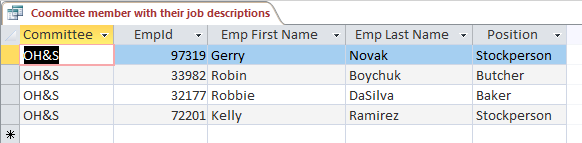 Coomittee member with their job descriptions
Committee EmpId Emp First Name Emp Last Name Position
OH&S 97319 Gerry Novak Stockperson
OH&S 33982 Robin Boychuk Butcher
OH&S 32177 Robbie DaSilva Baker
OH&S 72201 Kelly Ramirez Stockperson